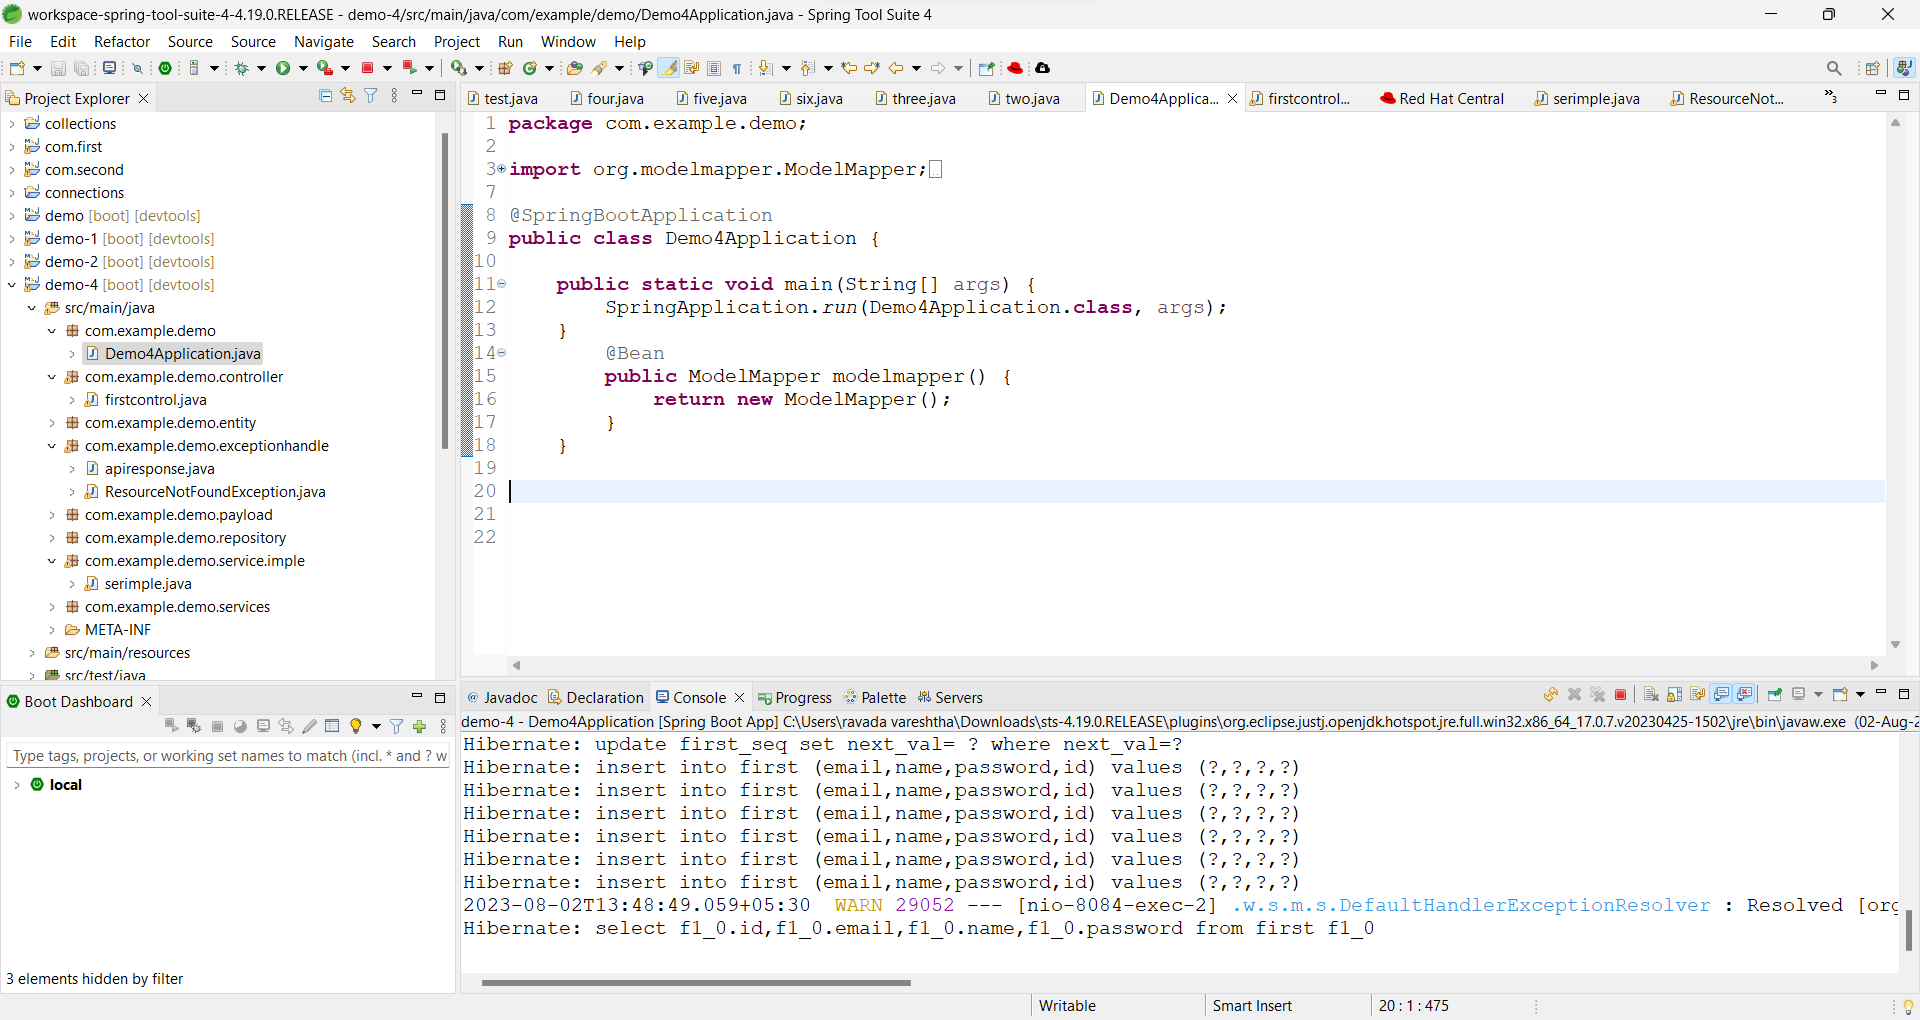 workspace-spring-tool-suite-4-4.19.0.RELEASE - demo-4/src/main/java/com/example/demo/Demo4Application.java - Spring Tool Suite 4
File Edit Refactor Source Source Navigate Search Project Run Window Help
Project Explorer
collections
com.first
com.second
connections
demo [boot] [devtools]
demo-1 [boot] [devtools]
demo-2 [boot] [devtools]
demo-4 [boot] [devtools]
src/main/java
com.example.demo
Demo4Application.java
com.example.demo.controller
firstcontrol.java
com.example.demo.entity
com.example.demo.exceptionhandle
apiresponse.java
ResourceNotFoundException.java
com.example.demo.payload
com.example.demo.repository
com.example.demo.service.imple
serimple.java
com.example.demo.services
META-INF
src/main/resources
src/test/java
test.java four.java five.java six.java three.java two.java Demo4Applica... firstcontrol... Red Hat Central serimple.java ResourceNot... »3
1 package com.example.demo;
2
3 import org.modelmapper.ModelMapper;
7
8 @SpringBootApplication
9 public class Demo4Application {
10
11 public static void main(String[] args) {
12 SpringApplication.run(Demo4Application.class, args);
13 }
14 @Bean
15 public ModelMapper modelmapper() {
16 return new ModelMapper();
17 }
18 }
19
20
21
22
Boot Dashboard
Type tags, projects, or working set names to match (incl. * and ? w
local
3 elements hidden by filter
@ Javadoc Declaration Console Progress Palette Servers
demo-4 - Demo4Application [Spring Boot App] C:\Users\ravada vareshtha\Downloads\sts-4.19.0.RELEASE\plugins\org.eclipse.justj.openjdk.hotspot.jre.full.win32.x86_64_17.0.7.v20230425-1502\jre\bin\javaw.exe (02-Aug-2
Hibernate: update first_seq set next_val= ? where next_val=?
Hibernate: insert into first (email,name,password,id) values (?,?,?,?)
Hibernate: insert into first (email,name,password,id) values (?,?,?,?)
Hibernate: insert into first (email,name,password,id) values (?,?,?,?)
Hibernate: insert into first (email,name,password,id) values (?,?,?,?)
Hibernate: insert into first (email,name,password,id) values (?,?,?,?)
Hibernate: insert into first (email,name,password,id) values (?,?,?,?)
2023-08-02T13:48:49.059+05:30 WARN 29052 --- [nio-8084-exec-2] .w.s.m.s.DefaultHandlerExceptionResolver : Resolved [org
Hibernate: select f1_0.id,f1_0.email,f1_0.name,f1_0.password from first f1_0
Writable Smart Insert 20 : 1 : 475